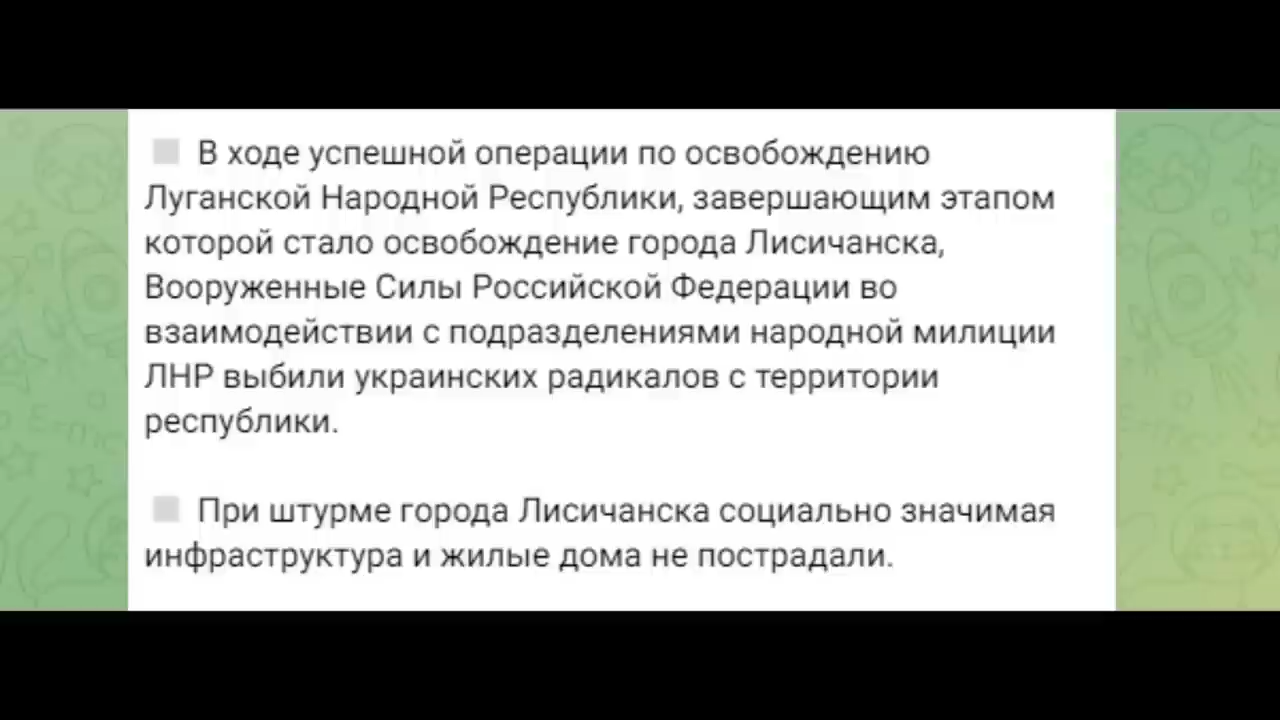 В ходе успешной операции по освобождению
Луганской Народной Республики, завершающим этапом
которой стало освобождение города Лисичанска,
Вооруженные Силы Российской Федерации во
взаимодействии с подразделениями народной милиции
ЛНР выбили украинских радикалов с территории
республики.
При штурме города Лисичанска социально значимая
инфраструктура и жилые дома не пострадали.